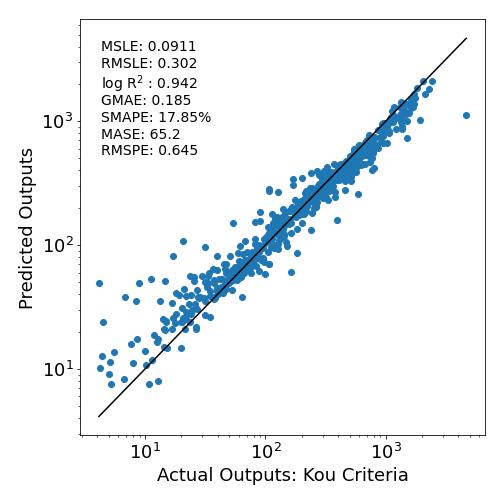 MSLE: 0.0911
RMSLE: 0.302
log R² : 0.942
GMAE: 0.185
SMAPE: 17.85%
MASE: 65.2
RMSPE: 0.645
10³
10²
10¹
Predicted Outputs
10¹ 10² 10³
Actual Outputs: Kou Criteria